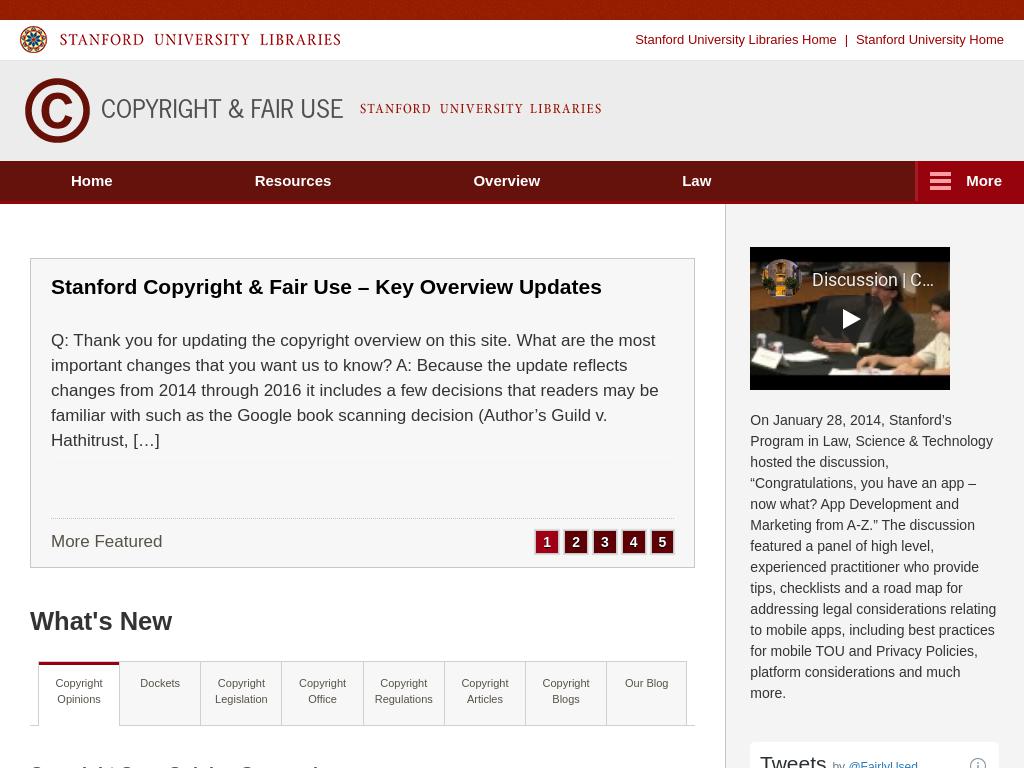 STANFORD UNIVERSITY LIBRARIES
Stanford University Libraries Home | Stanford University Home
© COPYRIGHT & FAIR USE STANFORD UNIVERSITY LIBRARIES
Home Resources Overview Law More
Stanford Copyright & Fair Use – Key Overview Updates
Q: Thank you for updating the copyright overview on this site. What are the most
important changes that you want us to know? A: Because the update reflects
changes from 2014 through 2016 it includes a few decisions that readers may be
familiar with such as the Google book scanning decision (Author’s Guild v.
Hathitrust, […]
More Featured
1 2 3 4 5
What's New
Copyright
Opinions
Dockets
Copyright
Legislation
Copyright
Office
Copyright
Regulations
Copyright
Articles
Copyright
Blogs
Our Blog
Discussion | C...
On January 28, 2014, Stanford’s
Program in Law, Science & Technology
hosted the discussion,
“Congratulations, you have an app –
now what? App Development and
Marketing from A-Z.” The discussion
featured a panel of high level,
experienced practitioner who provide
tips, checklists and a road map for
addressing legal considerations relating
to mobile apps, including best practices
for mobile TOU and Privacy Policies,
platform considerations and much
more.
Tweets by @FairlyUsed